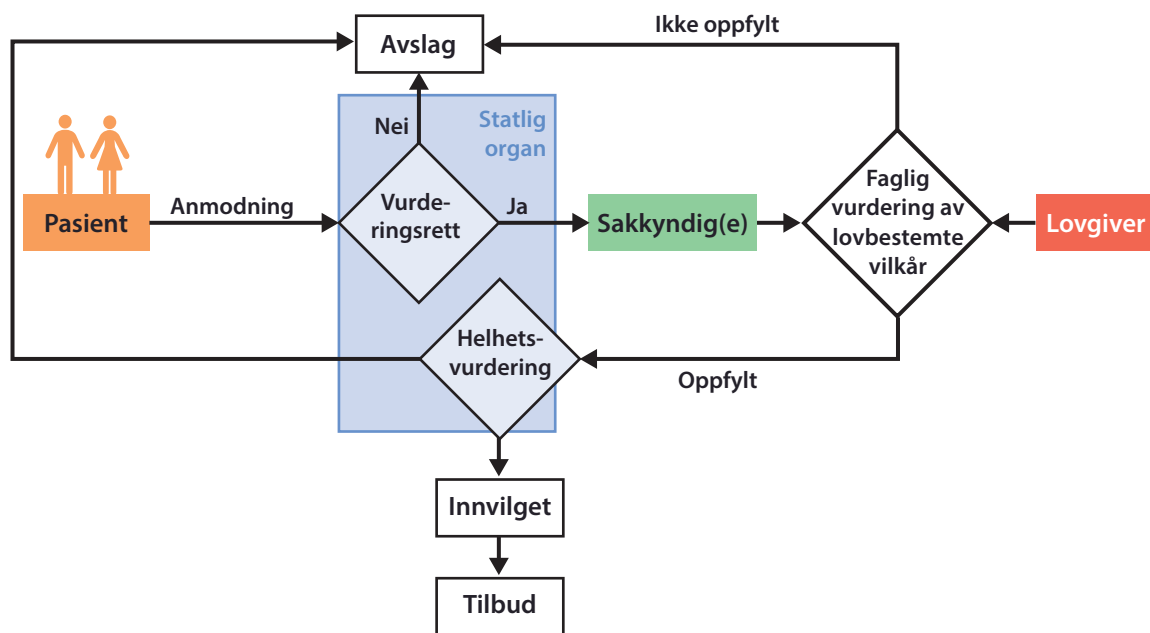 Ikke oppfylt
Avslag
Nei
Statlig
organ
Pasient
Anmodning
Vurde-
ringsrett
Ja
Sakkyndig(e)
Faglig
vurdering av
lovbestemte
vilkår
Lovgiver
Helhets-
vurdering
Oppfylt
Innvilget
Tilbud